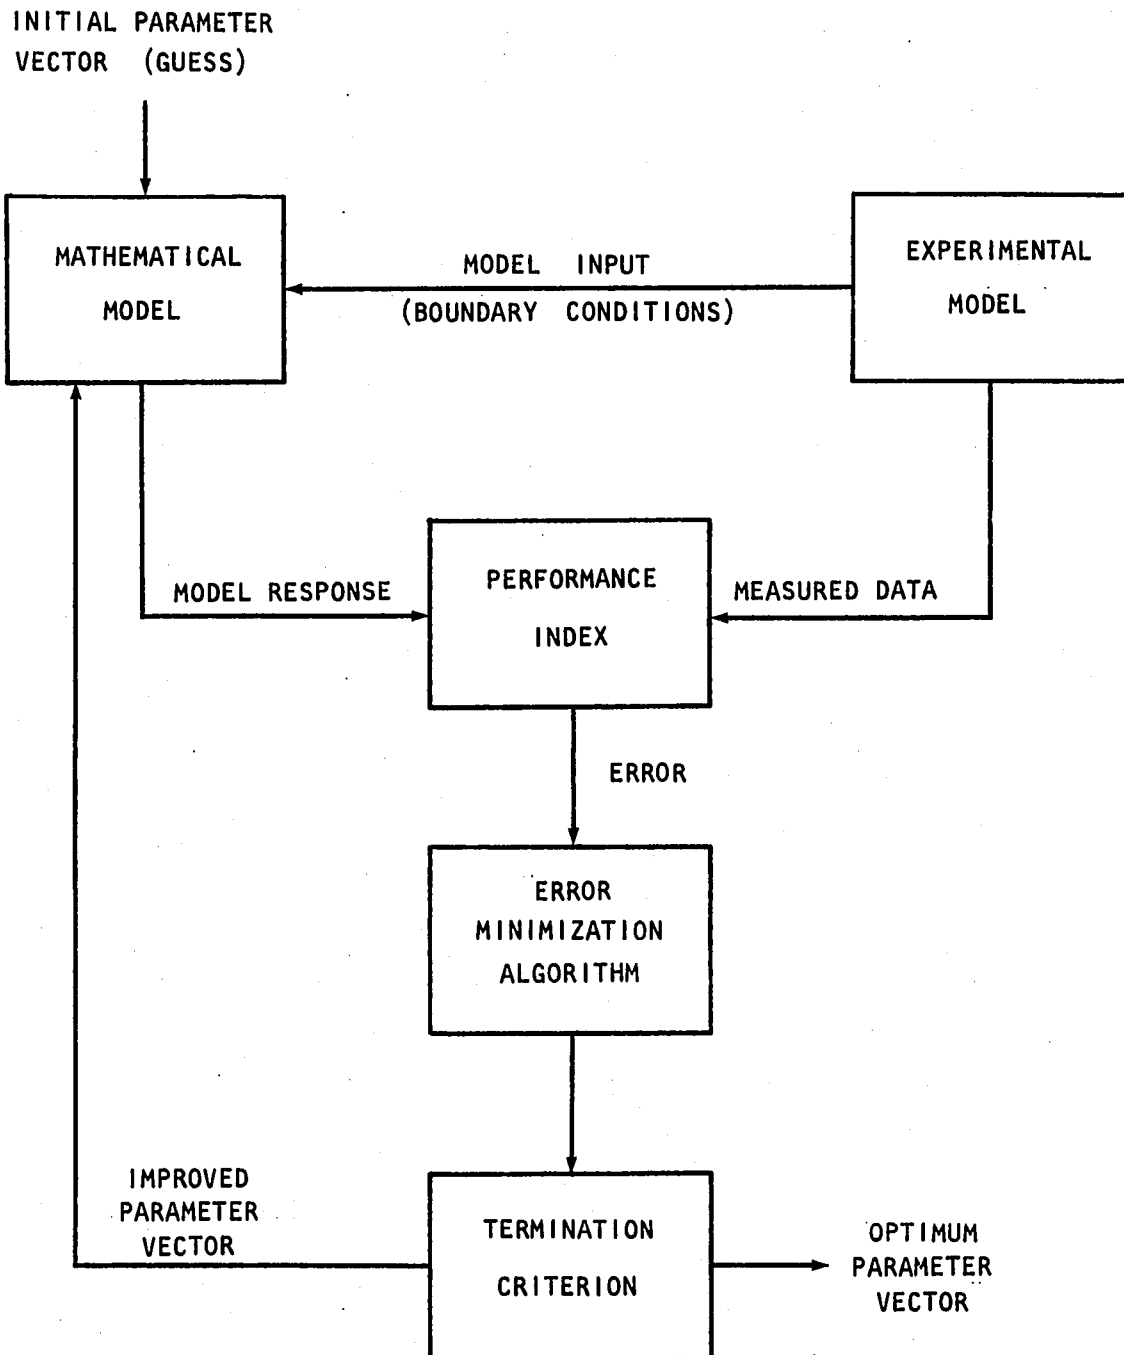 INITIAL PARAMETER
VECTOR (GUESS)
MATHEMATICAL
MODEL
MODEL INPUT
(BOUNDARY CONDITIONS)
EXPERIMENTAL
MODEL
MODEL RESPONSE
PERFORMANCE
INDEX
MEASURED DATA
ERROR
ERROR
MINIMIZATION
ALGORITHM
IMPROVED
PARAMETER
VECTOR
TERMINATION
CRITERION
OPTIMUM
PARAMETER
VECTOR